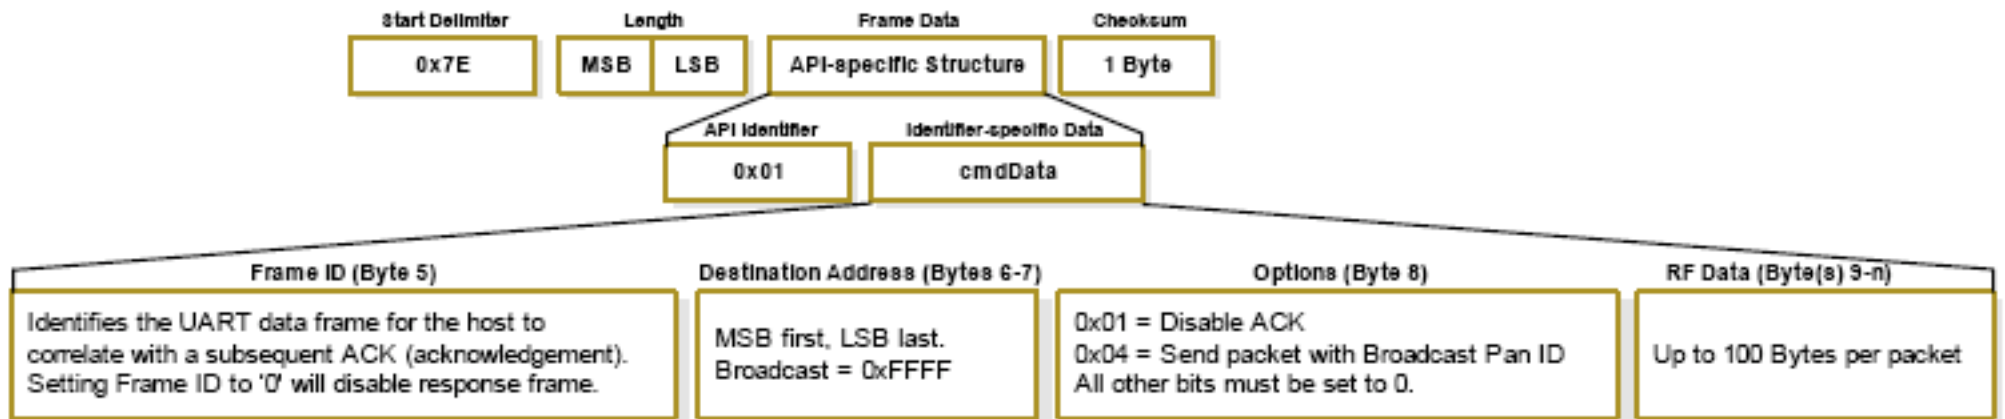 Start Delimiter Length Frame Data Checksum
0x7E MSB LSB API-specific Structure 1 Byte
API Identifier Identifier-specific Data
0x01 cmdData
Frame ID (Byte 5) Destination Address (Bytes 6-7) Options (Byte 8) RF Data (Byte(s) 9-n)
Identifies the UART data frame for the host to
correlate with a subsequent ACK (acknowledgement).
Setting Frame ID to '0' will disable response frame.
MSB first, LSB last.
Broadcast = 0xFFFF
0x01 = Disable ACK
0x04 = Send packet with Broadcast Pan ID
All other bits must be set to 0.
Up to 100 Bytes per packet